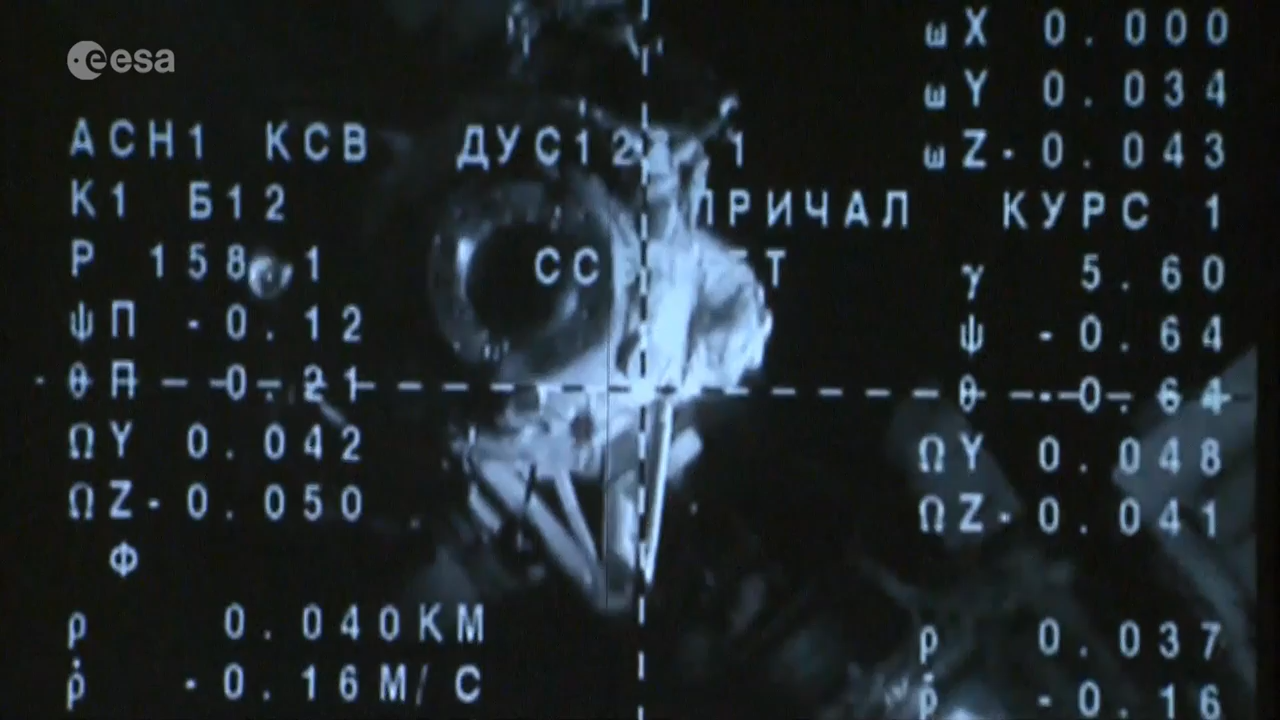 esa
ωX 0.000
ωY 0.034
АСН1 КСВ ДУС12 1 ωZ-0.043
К1 Б12 ПРИЧАЛ КУРС 1
Р 158 1 СС Т γ 5.60
ψП -0.12 ψ -0.64
θП -0.21 θ -0.64
ΩY 0.042 ΩY 0.048
ΩZ-0.050 ΩZ-0.041
Ф
ρ 0.040КМ ρ 0.037
ρ̇ -0.16М/С ρ̇ -0.16